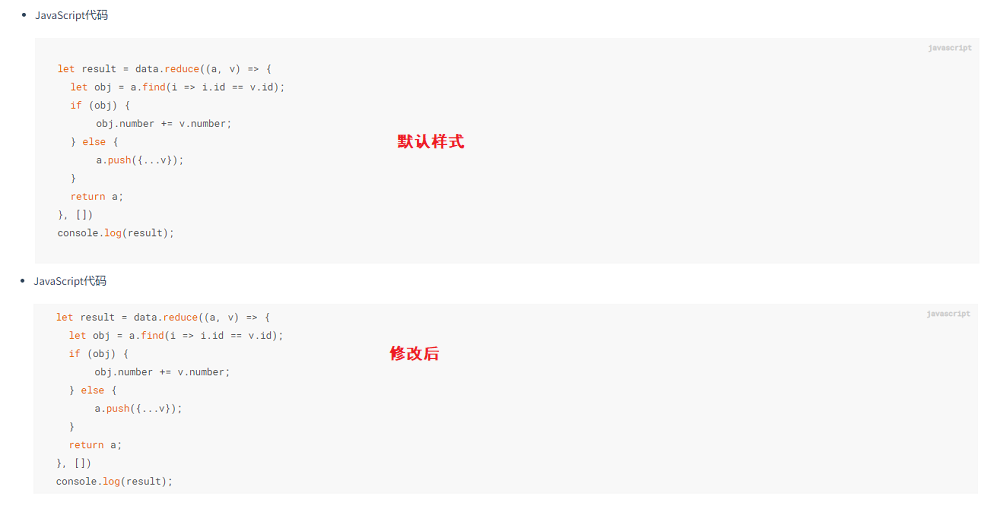 JavaScript代码
javascript
let result = data.reduce((a, v) => {
  let obj = a.find(i => i.id == v.id);
  if (obj) {
      obj.number += v.number;
  } else {
      a.push({...v});
  }
  return a;
}, [])
console.log(result);
默认样式
JavaScript代码
javascript
let result = data.reduce((a, v) => {
  let obj = a.find(i => i.id == v.id);
  if (obj) {
      obj.number += v.number;
  } else {
      a.push({...v});
  }
  return a;
}, [])
console.log(result);
修改后